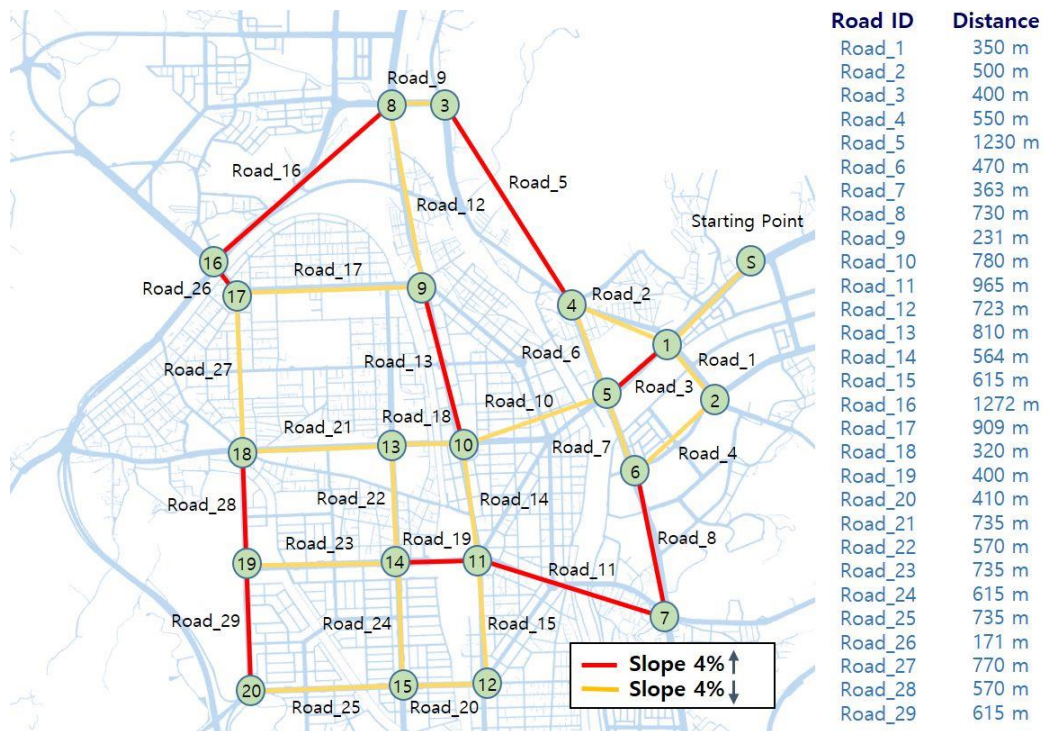 Road ID Distance
Road_1 350 m
Road_2 500 m
Road_3 400 m
Road_4 550 m
Road_5 1230 m
Road_6 470 m
Road_7 363 m
Road_8 730 m
Road_9 231 m
Road_10 780 m
Road_11 965 m
Road_12 723 m
Road_13 810 m
Road_14 564 m
Road_15 615 m
Road_16 1272 m
Road_17 909 m
Road_18 320 m
Road_19 400 m
Road_20 410 m
Road_21 735 m
Road_22 570 m
Road_23 735 m
Road_24 615 m
Road_25 735 m
Road_26 171 m
Road_27 770 m
Road_28 570 m
Road_29 615 m
Road_9
8
3
Road_16
Road_5
Road_12
Starting Point
S
16
Road_26
17
Road_17
9
4
Road_2
1
Road_6
Road_1
Road_13
Road_3
Road_27
5
2
Road_10
Road_18
Road_21
18
13
10
Road_7
Road_4
6
Road_14
Road_22
Road_28
Road_8
Road_23
Road_19
19
14
11
Road_11
7
Road_29
Road_24
Road_15
Slope 4%
Slope 4%
20
15
12
Road_25
Road_20